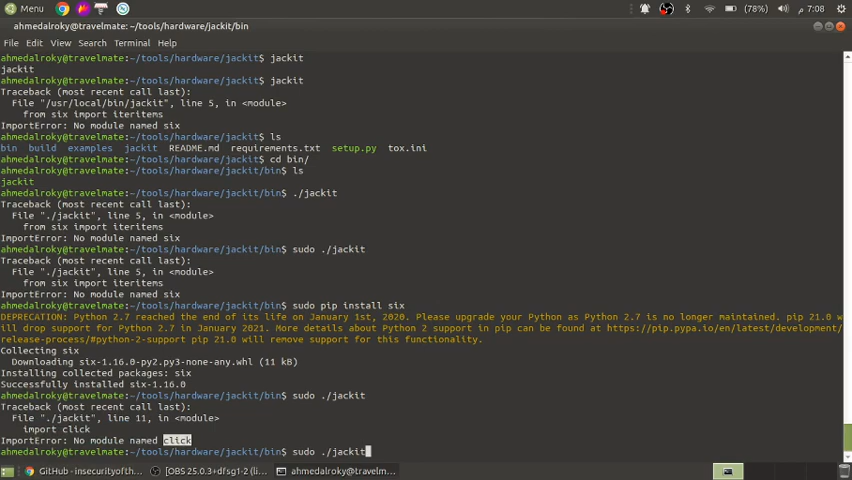 Menu
(78%)
7:08 م
ahmedalroky@travelmate: ~/tools/hardware/jackit/bin
File Edit View Search Terminal Help
ahmedalroky@travelmate:~/tools/hardware/jackit$ jackit
jackit
ahmedalroky@travelmate:~/tools/hardware/jackit$ jackit
Traceback (most recent call last):
File "/usr/local/bin/jackit", line 5, in <module>
from six import iteritems
ImportError: No module named six
ahmedalroky@travelmate:~/tools/hardware/jackit$ ls
bin build examples jackit README.md requirements.txt setup.py tox.ini
ahmedalroky@travelmate:~/tools/hardware/jackit$ cd bin/
ahmedalroky@travelmate:~/tools/hardware/jackit/bin$ ls
jackit
ahmedalroky@travelmate:~/tools/hardware/jackit/bin$ ./jackit
Traceback (most recent call last):
File "./jackit", line 5, in <module>
from six import iteritems
ImportError: No module named six
ahmedalroky@travelmate:~/tools/hardware/jackit/bin$ sudo ./jackit
Traceback (most recent call last):
File "./jackit", line 5, in <module>
from six import iteritems
ImportError: No module named six
ahmedalroky@travelmate:~/tools/hardware/jackit/bin$ sudo pip install six
DEPRECATION: Python 2.7 reached the end of its life on January 1st, 2020. Please upgrade your Python as Python 2.7 is no longer maintained. pip 21.0 w
ill drop support for Python 2.7 in January 2021. More details about Python 2 support in pip can be found at https://pip.pypa.io/en/latest/development/
release-process/#python-2-support pip 21.0 will remove support for this functionality.
Collecting six
Downloading six-1.16.0-py2.py3-none-any.whl (11 kB)
Installing collected packages: six
Successfully installed six-1.16.0
ahmedalroky@travelmate:~/tools/hardware/jackit/bin$ sudo ./jackit
Traceback (most recent call last):
File "./jackit", line 11, in <module>
import click
ImportError: No module named click
ahmedalroky@travelmate:~/tools/hardware/jackit/bin$ sudo ./jackit
GitHub - insecurityofth... [OBS 25.0.3+dfsg1-2 (li... ahmedalroky@travelm...